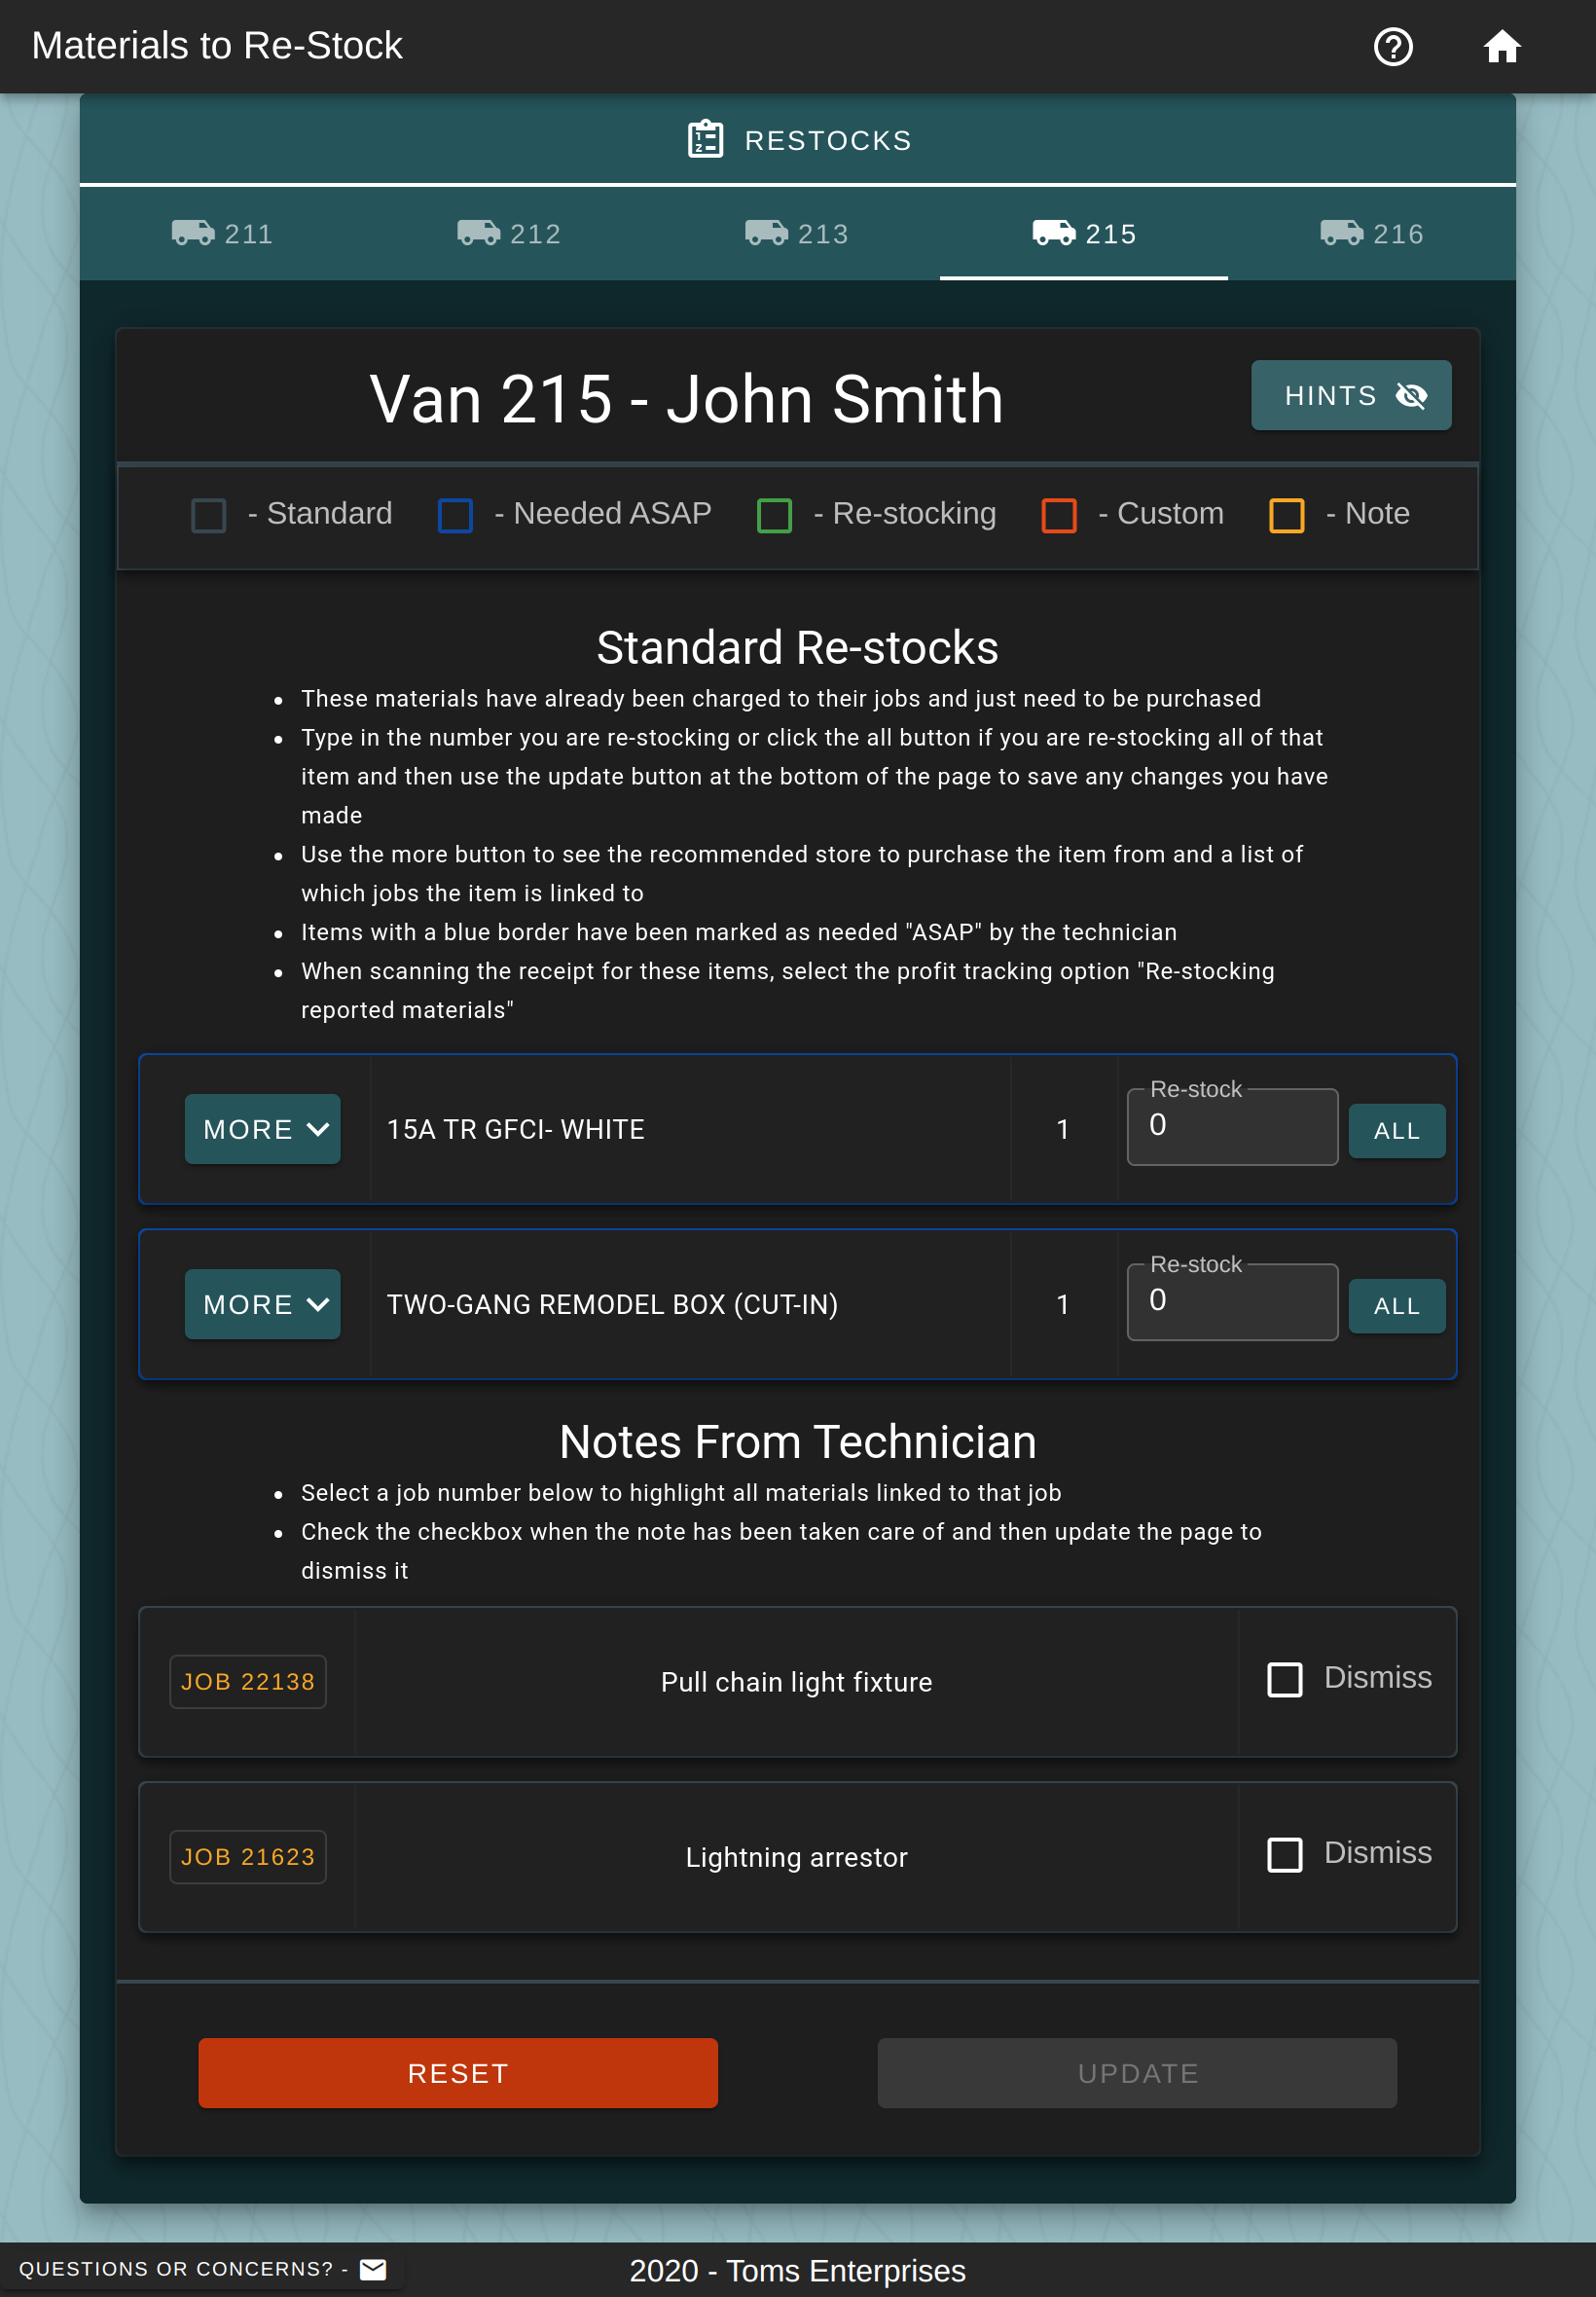 Materials to Re-Stock
RESTOCKS
211 212 213 215 216
Van 215 - John Smith
HINTS
- Standard - Needed ASAP - Re-stocking - Custom - Note
Standard Re-stocks
• These materials have already been charged to their jobs and just need to be purchased
• Type in the number you are re-stocking or click the all button if you are re-stocking all of that
item and then use the update button at the bottom of the page to save any changes you have
made
• Use the more button to see the recommended store to purchase the item from and a list of
which jobs the item is linked to
• Items with a blue border have been marked as needed "ASAP" by the technician
• When scanning the receipt for these items, select the profit tracking option "Re-stocking
reported materials"
Re-stock
MORE 15A TR GFCI- WHITE 1 0 ALL
Re-stock
MORE TWO-GANG REMODEL BOX (CUT-IN) 1 0 ALL
Notes From Technician
• Select a job number below to highlight all materials linked to that job
• Check the checkbox when the note has been taken care of and then update the page to
dismiss it
JOB 22138 Pull chain light fixture Dismiss
JOB 21623 Lightning arrestor Dismiss
RESET UPDATE
QUESTIONS OR CONCERNS? - 2020 - Toms Enterprises